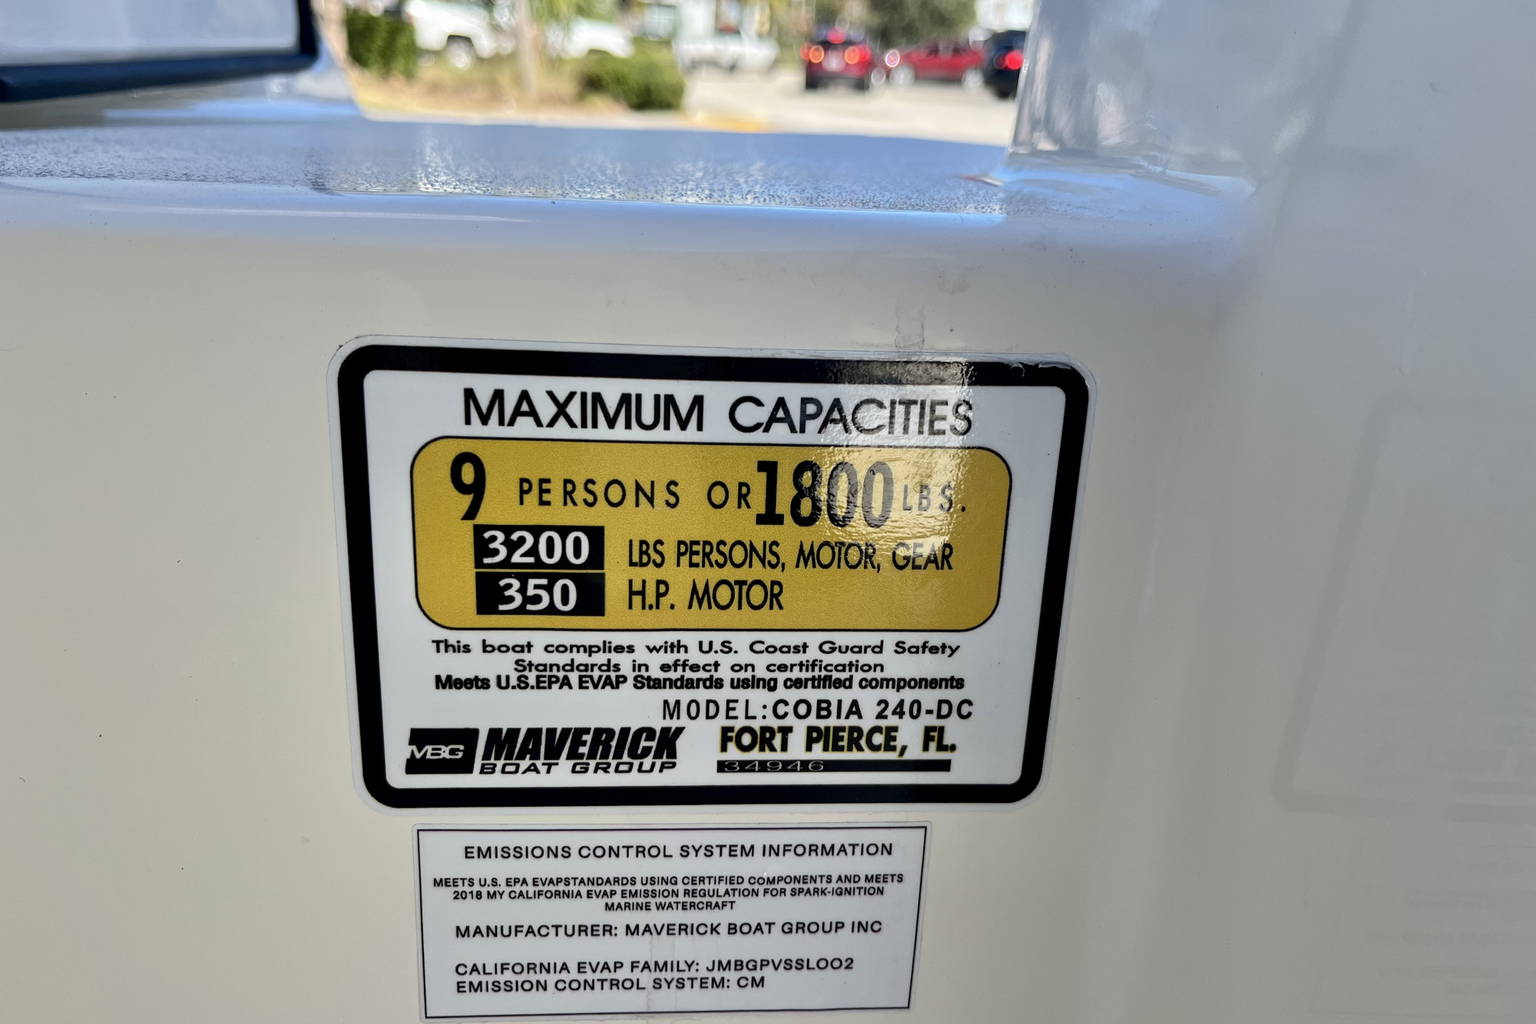 MAXIMUM CAPACITIES
9 PERSONS OR 1800 LBS.
3200 LBS PERSONS, MOTOR, GEAR
350 H.P. MOTOR
This boat complies with U.S. Coast Guard Safety
Standards in effect on certification
Meets U.S.EPA EVAP Standards using certified components
MODEL:COBIA 240-DC
MBG MAVERICK
BOAT GROUP
FORT PIERCE, FL.
34946
EMISSIONS CONTROL SYSTEM INFORMATION
MEETS U.S. EPA EVAPSTANDARDS USING CERTIFIED COMPONENTS AND MEETS
2018 MY CALIFORNIA EVAP EMISSION REGULATION FOR SPARK-IGNITION
MARINE WATERCRAFT
MANUFACTURER: MAVERICK BOAT GROUP INC
CALIFORNIA EVAP FAMILY: JMBGPVSSLOO2
EMISSION CONTROL SYSTEM: CM